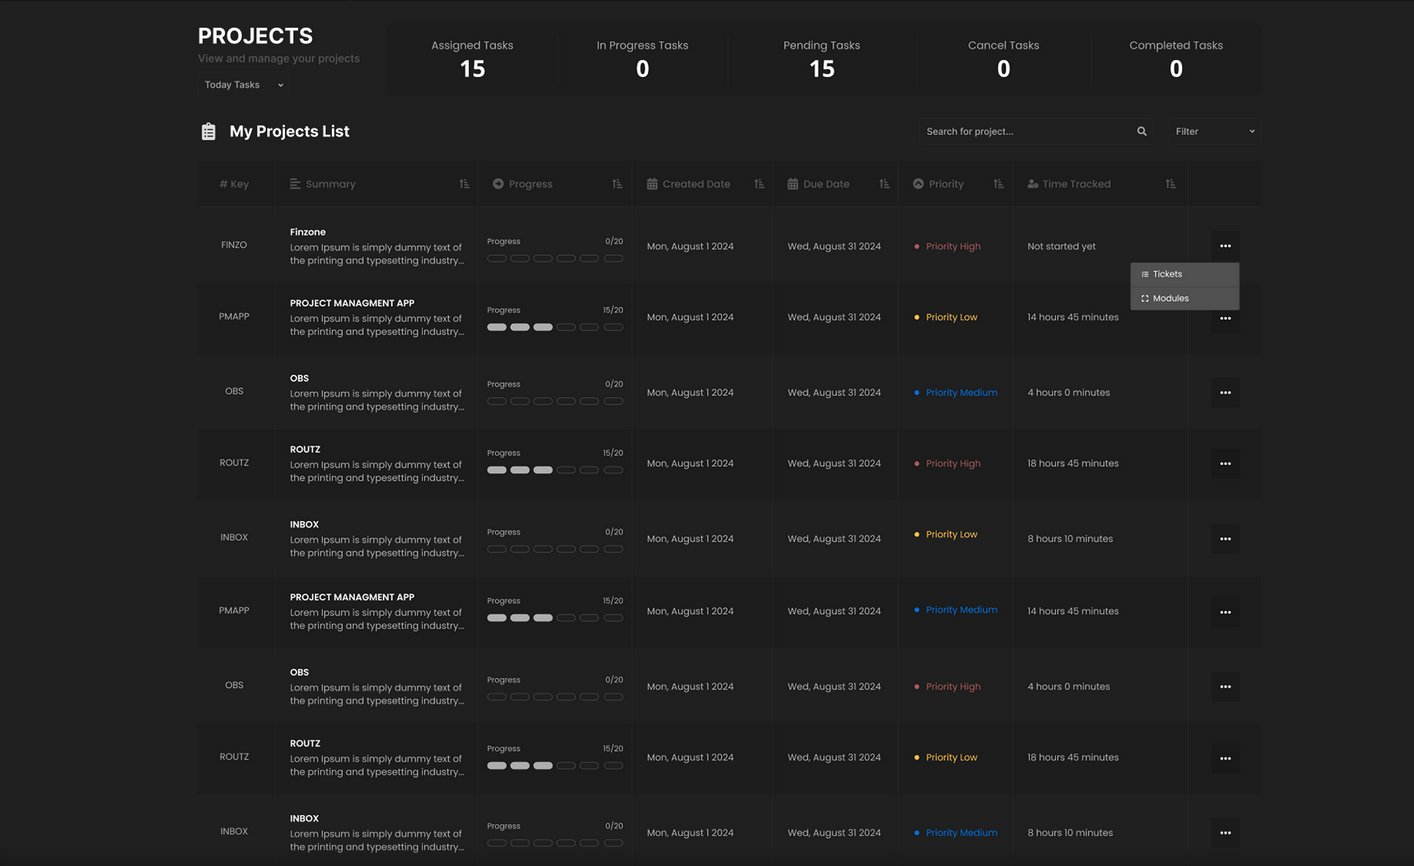 PROJECTS
View and manage your projects
Today Tasks
Assigned Tasks
15
In Progress Tasks
0
Pending Tasks
15
Cancel Tasks
0
Completed Tasks
0
My Projects List
Search for project...
Filter
# Key
Summary
Progress
Created Date
Due Date
Priority
Time Tracked
FINZO
Finzone
Lorem Ipsum is simply dummy text of
the printing and typesetting industry...
Progress
0/20
Mon, August 1 2024
Wed, August 31 2024
Priority High
Not started yet
Tickets
Modules
PMAPP
PROJECT MANAGMENT APP
Lorem Ipsum is simply dummy text of
the printing and typesetting industry...
Progress
15/20
Mon, August 1 2024
Wed, August 31 2024
Priority Low
14 hours 45 minutes
OBS
OBS
Lorem Ipsum is simply dummy text of
the printing and typesetting industry...
Progress
0/20
Mon, August 1 2024
Wed, August 31 2024
Priority Medium
4 hours 0 minutes
ROUTZ
ROUTZ
Lorem Ipsum is simply dummy text of
the printing and typesetting industry...
Progress
15/20
Mon, August 1 2024
Wed, August 31 2024
Priority High
18 hours 45 minutes
INBOX
INBOX
Lorem Ipsum is simply dummy text of
the printing and typesetting industry...
Progress
0/20
Mon, August 1 2024
Wed, August 31 2024
Priority Low
8 hours 10 minutes
PMAPP
PROJECT MANAGMENT APP
Lorem Ipsum is simply dummy text of
the printing and typesetting industry...
Progress
15/20
Mon, August 1 2024
Wed, August 31 2024
Priority Medium
14 hours 45 minutes
OBS
OBS
Lorem Ipsum is simply dummy text of
the printing and typesetting industry...
Progress
0/20
Mon, August 1 2024
Wed, August 31 2024
Priority High
4 hours 0 minutes
ROUTZ
ROUTZ
Lorem Ipsum is simply dummy text of
the printing and typesetting industry...
Progress
15/20
Mon, August 1 2024
Wed, August 31 2024
Priority Low
18 hours 45 minutes
INBOX
INBOX
Lorem Ipsum is simply dummy text of
the printing and typesetting industry...
Progress
0/20
Mon, August 1 2024
Wed, August 31 2024
Priority Medium
8 hours 10 minutes